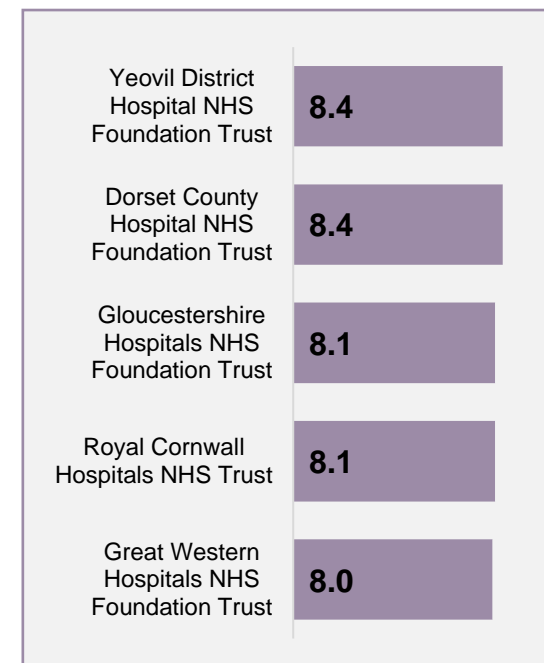 Yeovil District
Hospital NHS
Foundation Trust
8.4
Dorset County
Hospital NHS
Foundation Trust
8.4
Gloucestershire
Hospitals NHS
Foundation Trust
8.1
Royal Cornwall
Hospitals NHS Trust
8.1
Great Western
Hospitals NHS
Foundation Trust
8.0